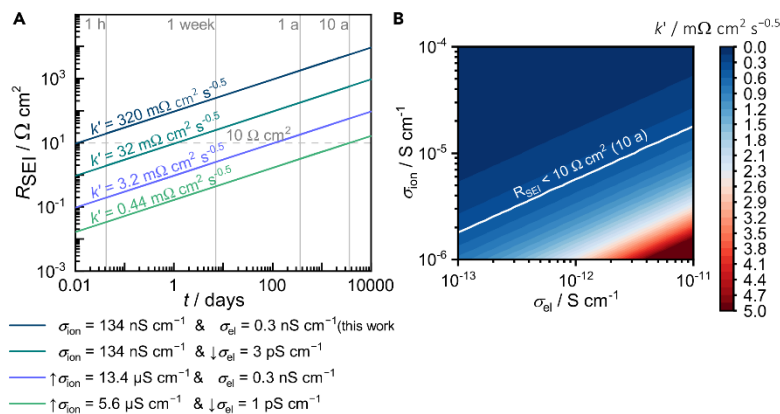 A
1 h
1 week
1 a
10 a
10³
10¹
10⁻¹
10⁻³
R_SEI / Ω cm²
k' = 320 mΩ cm² s⁻⁰·⁵
k' = 32 mΩ cm² s⁻⁰·⁵
10 Ω cm²
k' = 3.2 mΩ cm² s⁻⁰·⁵
k' = 0.44 mΩ cm² s⁻⁰·⁵
0.01
1
100
10000
t / days
σ_ion = 134 nS cm⁻¹ & σ_el = 0.3 nS cm⁻¹(this work
σ_ion = 134 nS cm⁻¹ & ↓σ_el = 3 pS cm⁻¹
↑σ_ion = 13.4 µS cm⁻¹ & σ_el = 0.3 nS cm⁻¹
↑σ_ion = 5.6 µS cm⁻¹ & ↓σ_el = 1 pS cm⁻¹
B
k' / mΩ cm² s⁻⁰·⁵
10⁻⁴
10⁻⁵
10⁻⁶
σ_ion / S cm⁻¹
R_SEI < 10 Ω cm² (10 a)
10⁻¹³
10⁻¹²
10⁻¹¹
σ_el / S cm⁻¹
0.0
0.3
0.6
0.9
1.2
1.5
1.8
2.1
2.4
2.6
2.9
3.2
3.5
3.8
4.1
4.4
4.7
5.0